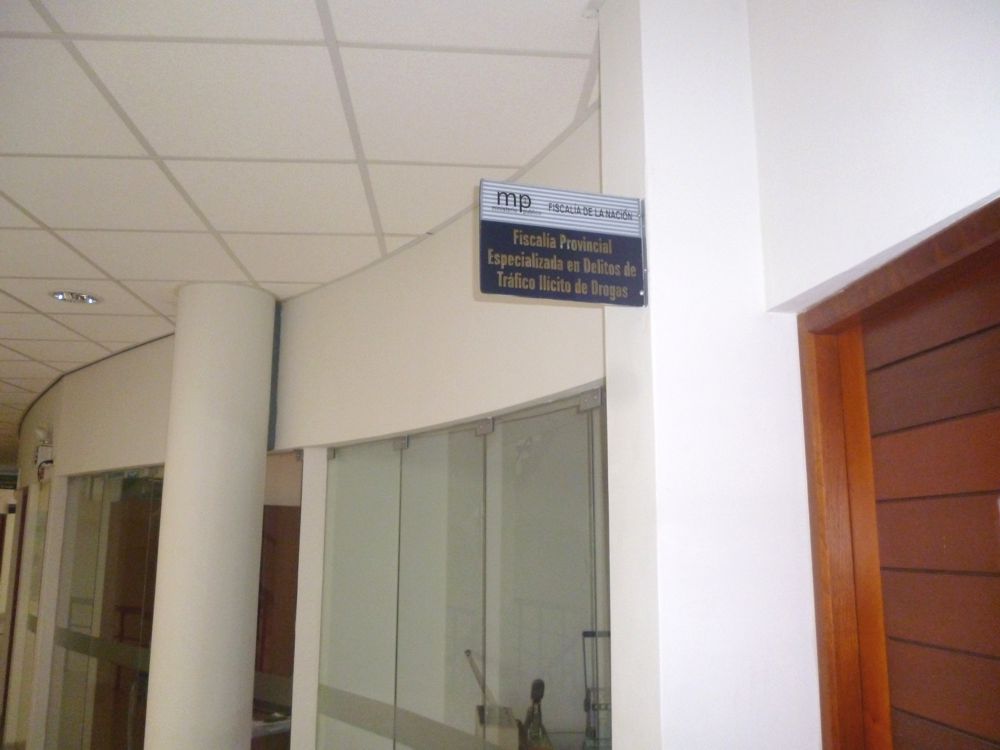 mp
FISCALÍA DE LA NACIÓN
Fiscalía Provincial
Especializada en Delitos de
Tráfico Ilícito de Drogas